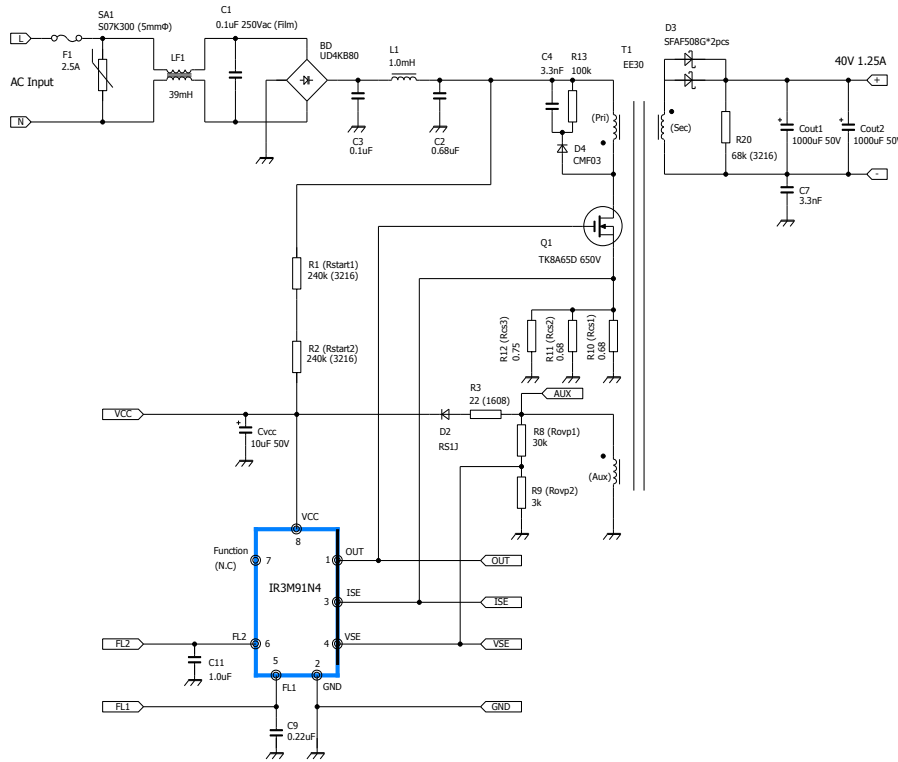 SA1
S07K300 (5mmΦ)
C1
0.1uF 250Vac (Film)
L
F1
2.5A
AC Input
N
LF1
39mH
BD
UD4KB80
L1
1.0mH
C3
0.1uF
C2
0.68uF
C4
3.3nF
R13
100k
D4
CMF03
T1
EE30
(Pri)
(Sec)
D3
SFAF508G*2pcs
40V 1.25A
+
R20
68k (3216)
+
Cout1
1000uF 50V
+
Cout2
1000uF 50V
-
C7
3.3nF
Q1
TK8A65D 650V
R1 (Rstart1)
240k (3216)
R2 (Rstart2)
240k (3216)
R12 (Rcs3)
0.75
R11 (Rcs2)
0.68
R10 (Rcs1)
0.68
VCC
+
Cvcc
10uF 50V
D2
RS1J
R3
22 (1608)
AUX
R8 (Rovp1)
30k
R9 (Rovp2)
3k
(Aux)
VCC
8
Function
(N.C)
7
IR3M91N4
OUT
1
OUT
ISE
3
ISE
FL2
FL2
6
VSE
4
VSE
C11
1.0uF
5
FL1
2
GND
FL1
GND
C9
0.22uF